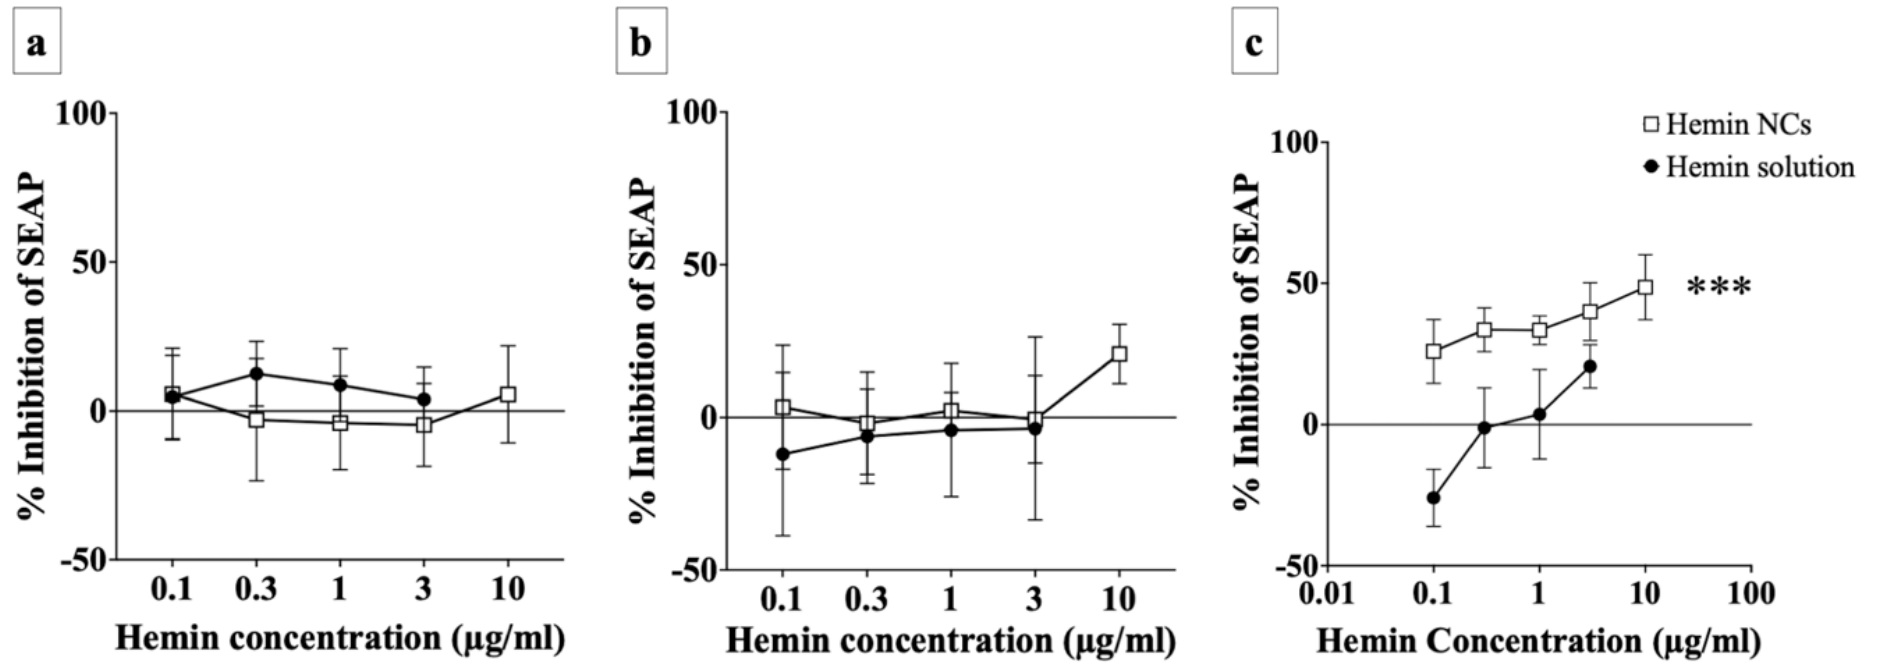 a
100
50
0
-50
% Inhibition of SEAP
0.1 0.3 1 3 10
Hemin concentration (µg/ml)
b
100
50
0
-50
% Inhibition of SEAP
0.1 0.3 1 3 10
Hemin concentration (µg/ml)
c
Hemin NCs
Hemin solution
100
50
0
-50
% Inhibition of SEAP
***
0.01 0.1 1 10 100
Hemin Concentration (µg/ml)